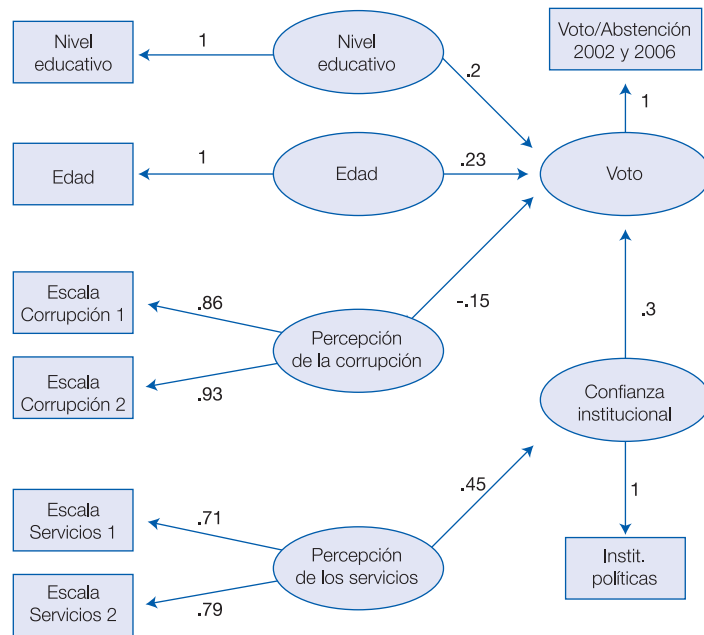 Nivel
educativo
1
Nivel
educativo
.2
Voto/Abstención
2002 y 2006
1
Edad
1
Edad
.23
Voto
Escala
Corrupción 1
.86
Percepción
de la corrupción
-.15
.3
Escala
Corrupción 2
.93
Confianza
institucional
1
Instit.
políticas
Escala
Servicios 1
.71
Percepción
de los servicios
.45
Escala
Servicios 2
.79